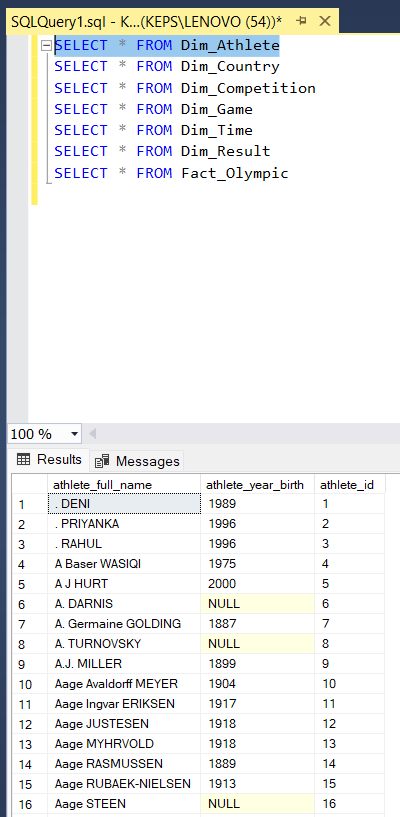 SQLQuery1.sql - K...(KEPS\LENOVO (54))*
SELECT * FROM Dim_Athlete
SELECT * FROM Dim_Country
SELECT * FROM Dim_Competition
SELECT * FROM Dim_Game
SELECT * FROM Dim_Time
SELECT * FROM Dim_Result
SELECT * FROM Fact_Olympic
100 %
Results Messages
athlete_full_name athlete_year_birth athlete_id
1 . DENI 1989 1
2 . PRIYANKA 1996 2
3 . RAHUL 1996 3
4 A Baser WASIQI 1975 4
5 A J HURT 2000 5
6 A. DARNIS NULL 6
7 A. Germaine GOLDING 1887 7
8 A. TURNOVSKY NULL 8
9 A.J. MILLER 1899 9
10 Aage Avaldorff MEYER 1904 10
11 Aage Ingvar ERIKSEN 1917 11
12 Aage JUSTESEN 1918 12
13 Aage MYHRVOLD 1918 13
14 Aage RASMUSSEN 1889 14
15 Aage RUBAEK-NIELSEN 1913 15
16 Aage STEEN NULL 16